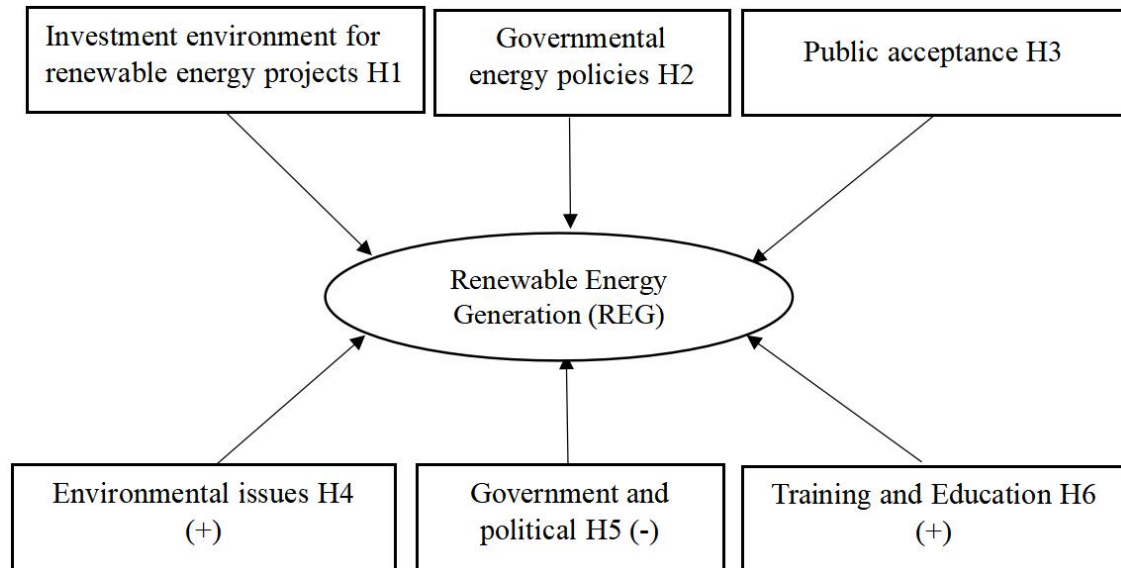 Investment environment for
renewable energy projects H1
Governmental
energy policies H2
Public acceptance H3
Renewable Energy
Generation (REG)
Environmental issues H4
(+)
Government and
political H5 (-)
Training and Education H6
(+)